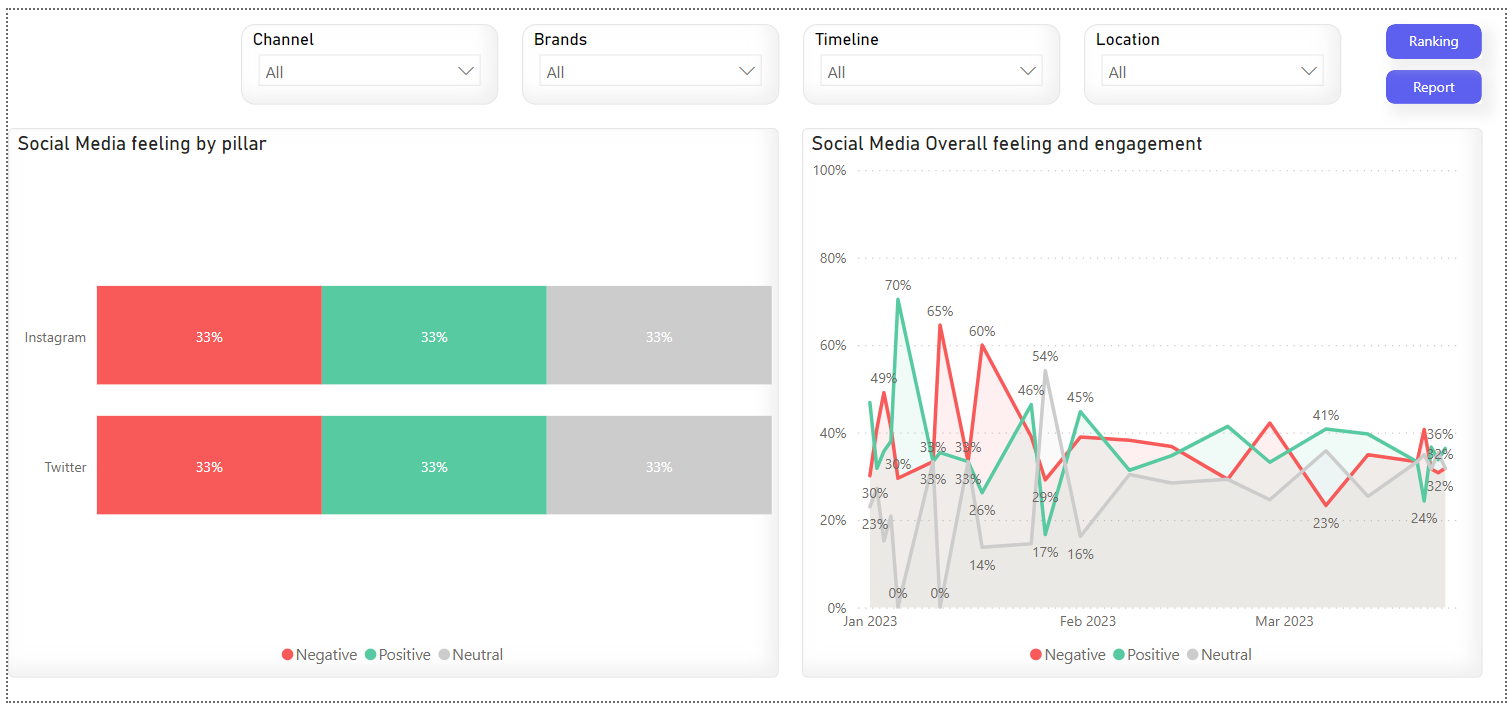 Channel
All
Brands
All
Timeline
All
Location
All
Ranking
Report
Social Media feeling by pillar
Instagram
33%
33%
33%
Twitter
33%
33%
33%
Negative Positive Neutral
Social Media Overall feeling and engagement
100%
80%
60%
40%
20%
0%
70%
65%
60%
54%
49%
46%
45%
41%
36%
33%
33%
32%
30%
33%
33%
32%
30%
29%
26%
23%
24%
23%
17%
16%
14%
0%
0%
Jan 2023
Feb 2023
Mar 2023
Negative Positive Neutral